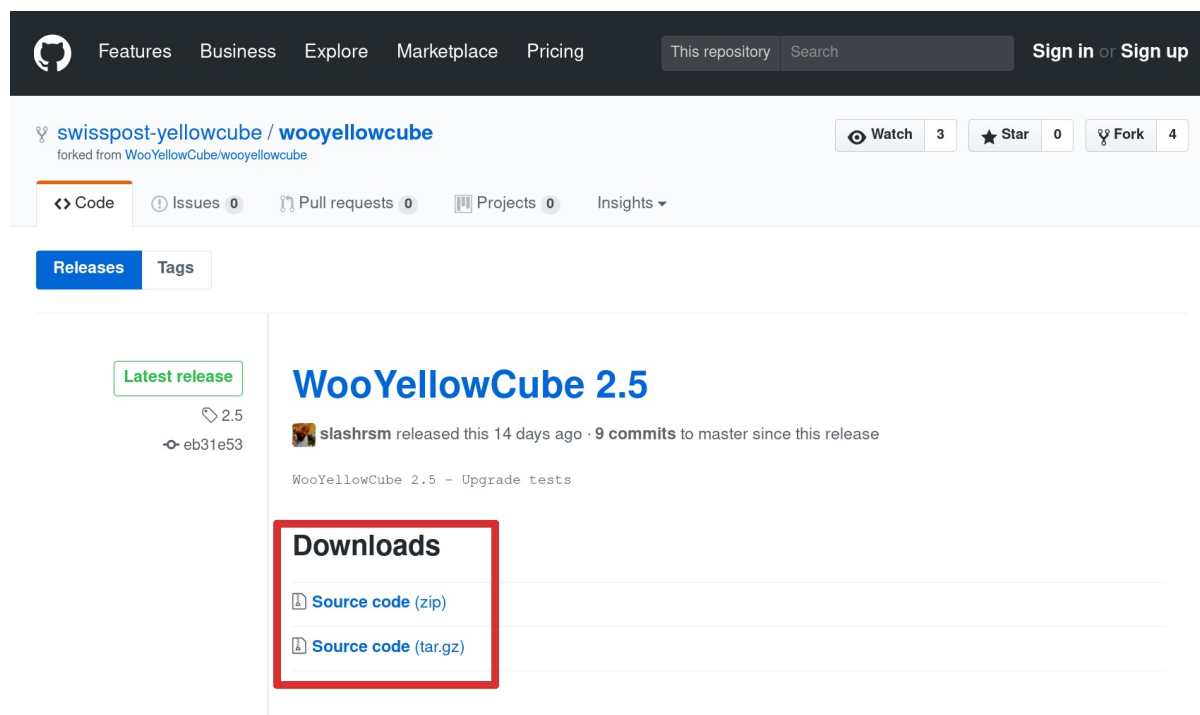 Features Business Explore Marketplace Pricing This repository Search Sign in or Sign up
swisspost-yellowcube / wooyellowcube Watch 3 Star 0 Fork 4
forked from WooYellowCube/wooyellowcube
Code Issues 0 Pull requests 0 Projects 0 Insights
Releases Tags
Latest release
2.5
eb31e53
WooYellowCube 2.5
slashrsm released this 14 days ago · 9 commits to master since this release
WooYellowCube 2.5 - Upgrade tests
Downloads
Source code (zip)
Source code (tar.gz)